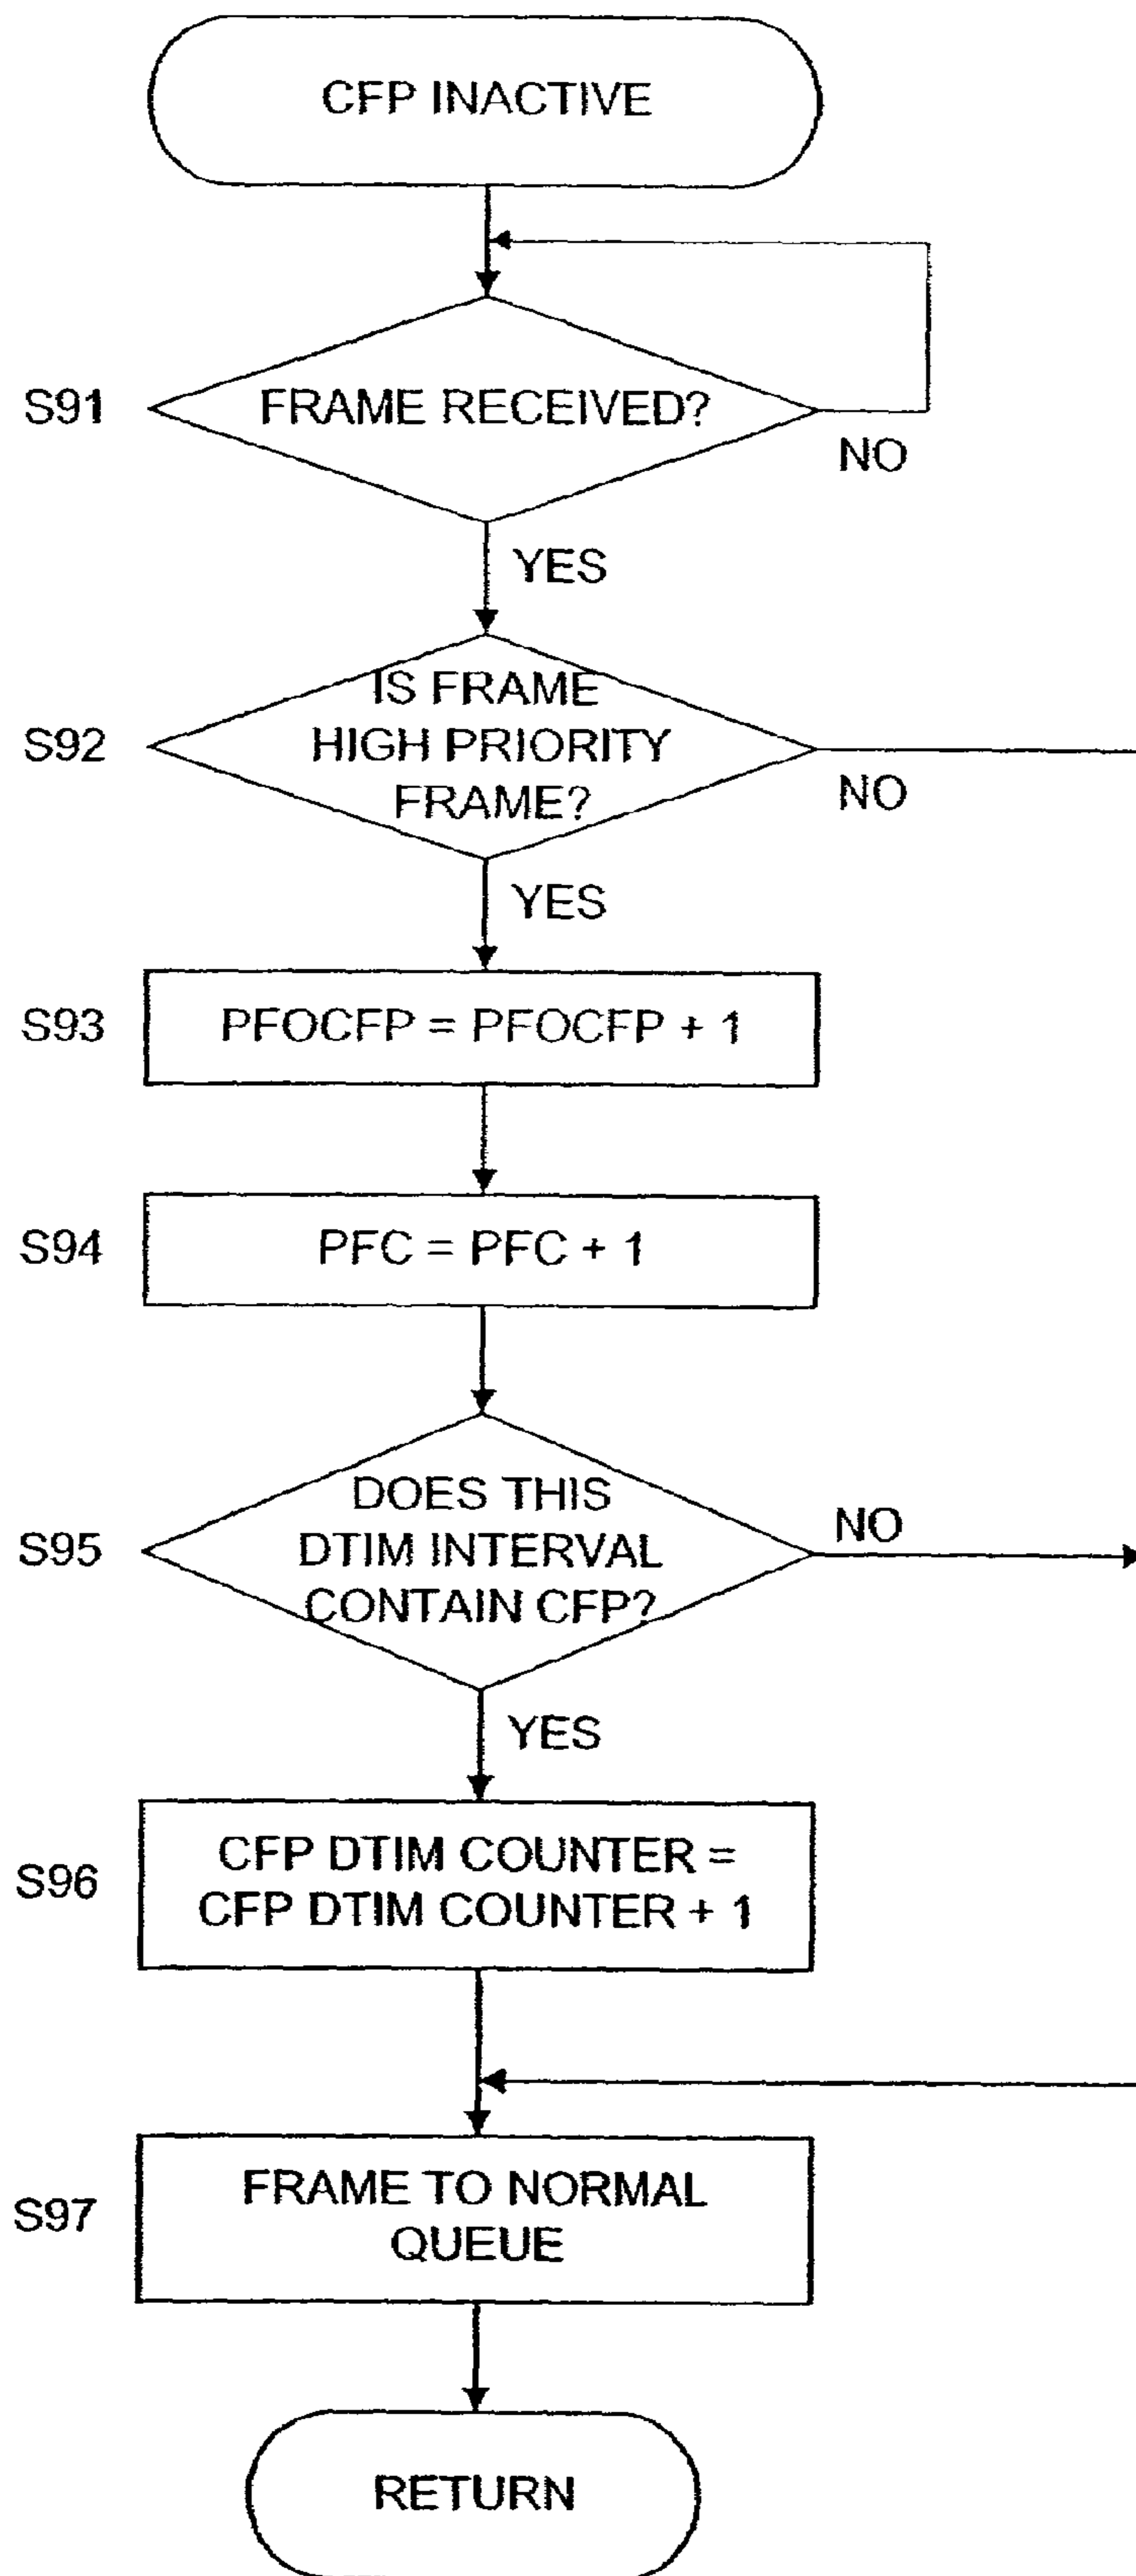 CFP INACTIVE
S91
FRAME RECEIVED?
NO
YES
S92
IS FRAME
HIGH PRIORITY
FRAME?
NO
YES
S93
PFOCFP = PFOCFP + 1
S94
PFC = PFC + 1
S95
DOES THIS
DTIM INTERVAL
CONTAIN CFP?
NO
YES
S96
CFP DTIM COUNTER =
CFP DTIM COUNTER + 1
S97
FRAME TO NORMAL
QUEUE
RETURN